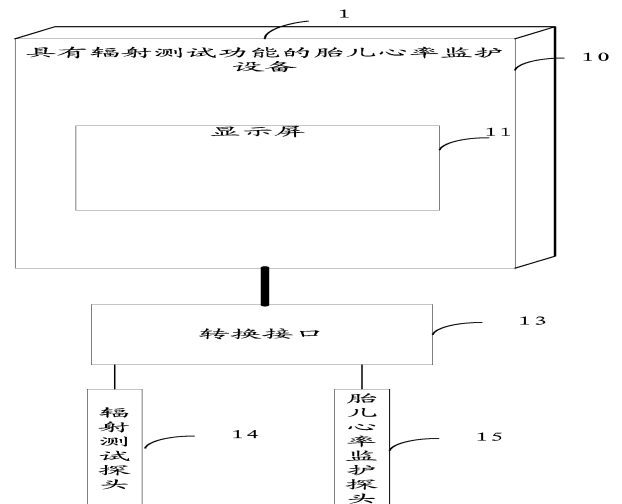 1
具有辐射测试功能的胎儿心率监护
设备
10
显示屏
11
转换接口
13
辐射测试探头
14
胎儿心率监护探头
15